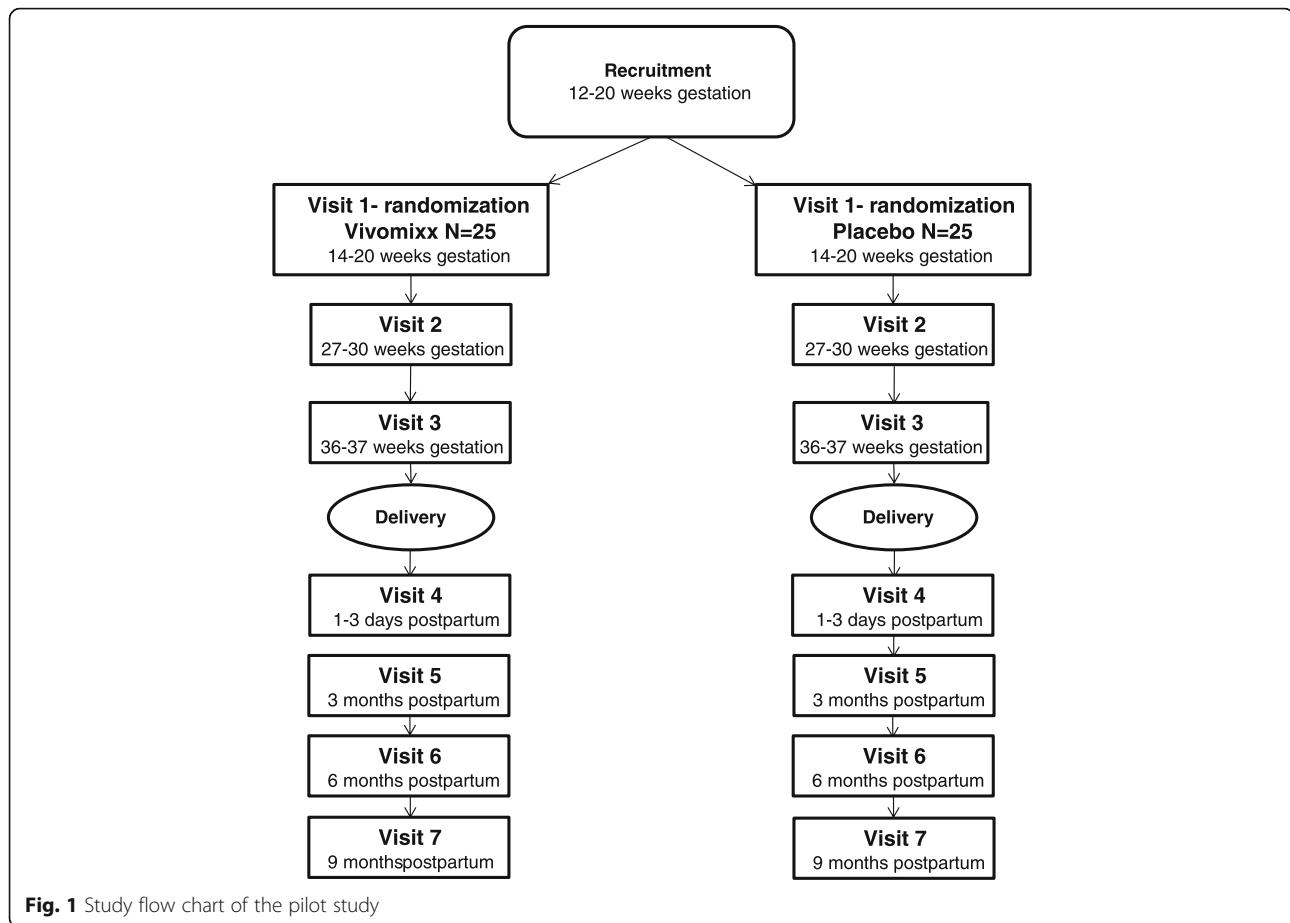 Recruitment
12-20 weeks gestation
Visit 1- randomization
Vivomixx N=25
14-20 weeks gestation
Visit 2
27-30 weeks gestation
Visit 3
36-37 weeks gestation
Delivery
Visit 4
1-3 days postpartum
Visit 5
3 months postpartum
Visit 6
6 months postpartum
Visit 7
9 monthspostpartum
Visit 1- randomization
Placebo N=25
14-20 weeks gestation
Visit 2
27-30 weeks gestation
Visit 3
36-37 weeks gestation
Delivery
Visit 4
1-3 days postpartum
Visit 5
3 months postpartum
Visit 6
6 months postpartum
Visit 7
9 months postpartum
Fig. 1 Study flow chart of the pilot study